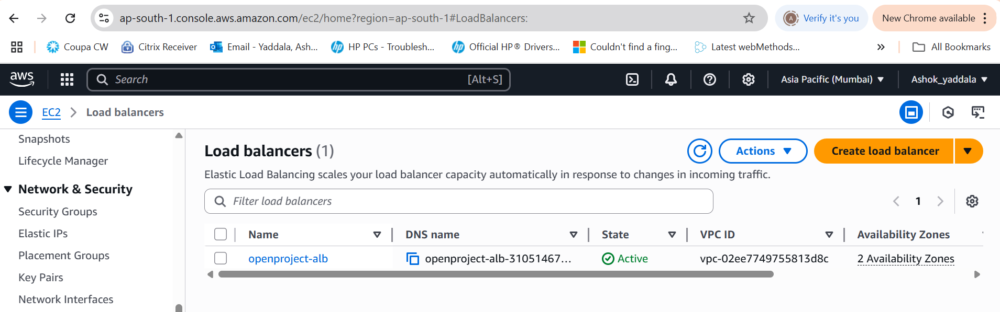 ap-south-1.console.aws.amazon.com/ec2/home?region=ap-south-1#LoadBalancers:
A Verify it's you
New Chrome available
Coupa CW
Citrix Receiver
Email - Yaddala, Ash...
HP PCs - Troublesh...
Official HP® Drivers...
Couldn't find a fing...
Latest webMethods...
»
All Bookmarks
aws
Search [Alt+S]
Asia Pacific (Mumbai)
Ashok_yaddala
EC2 > Load balancers
Snapshots
Lifecycle Manager
Network & Security
Security Groups
Elastic IPs
Placement Groups
Key Pairs
Network Interfaces
Load balancers (1)
Actions
Create load balancer
Elastic Load Balancing scales your load balancer capacity automatically in response to changes in incoming traffic.
Filter load balancers
1
Name DNS name State VPC ID Availability Zones
openproject-alb openproject-alb-31051467... Active vpc-02ee7749755813d8c 2 Availability Zones